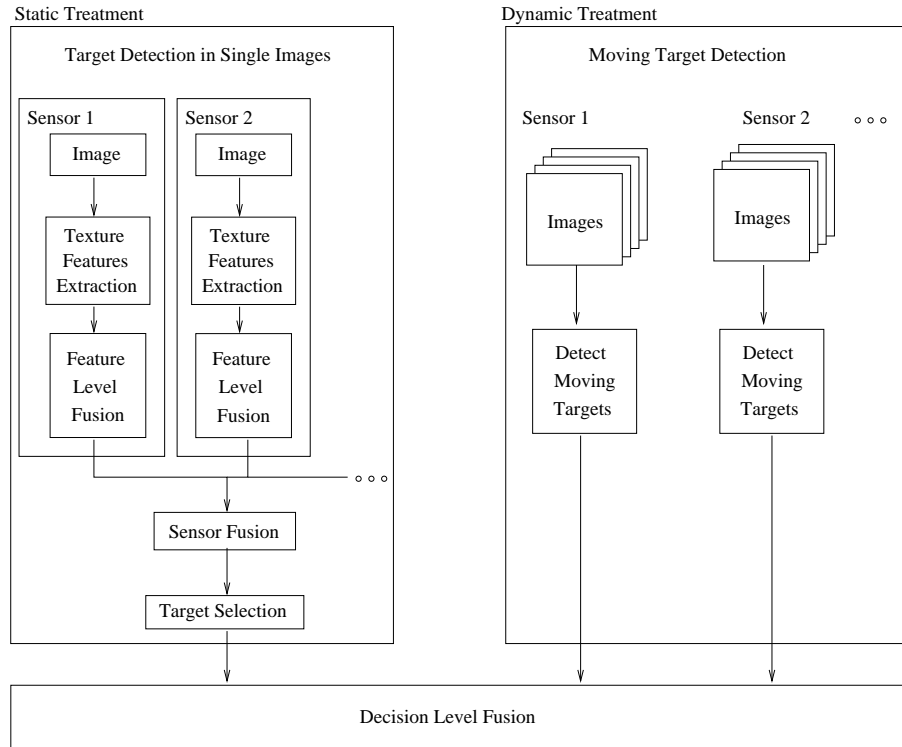 Static Treatment
Target Detection in Single Images
Sensor 1
Image
Texture
Features
Extraction
Feature
Level
Fusion
Sensor 2
Image
Texture
Features
Extraction
Feature
Level
Fusion
Sensor Fusion
Target Selection
Dynamic Treatment
Moving Target Detection
Sensor 1
Images
Detect
Moving
Targets
Sensor 2
Images
Detect
Moving
Targets
Decision Level Fusion